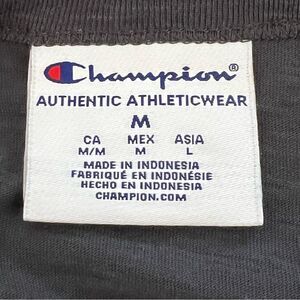 Champion®
AUTHENTIC ATHLETICWEAR
M
CA MEX ASIA
M/M M L
MADE IN INDONESIA
FABRIQUÉ EN INDONÉSIE
HECHO EN INDONESIA
CHAMPION.COM